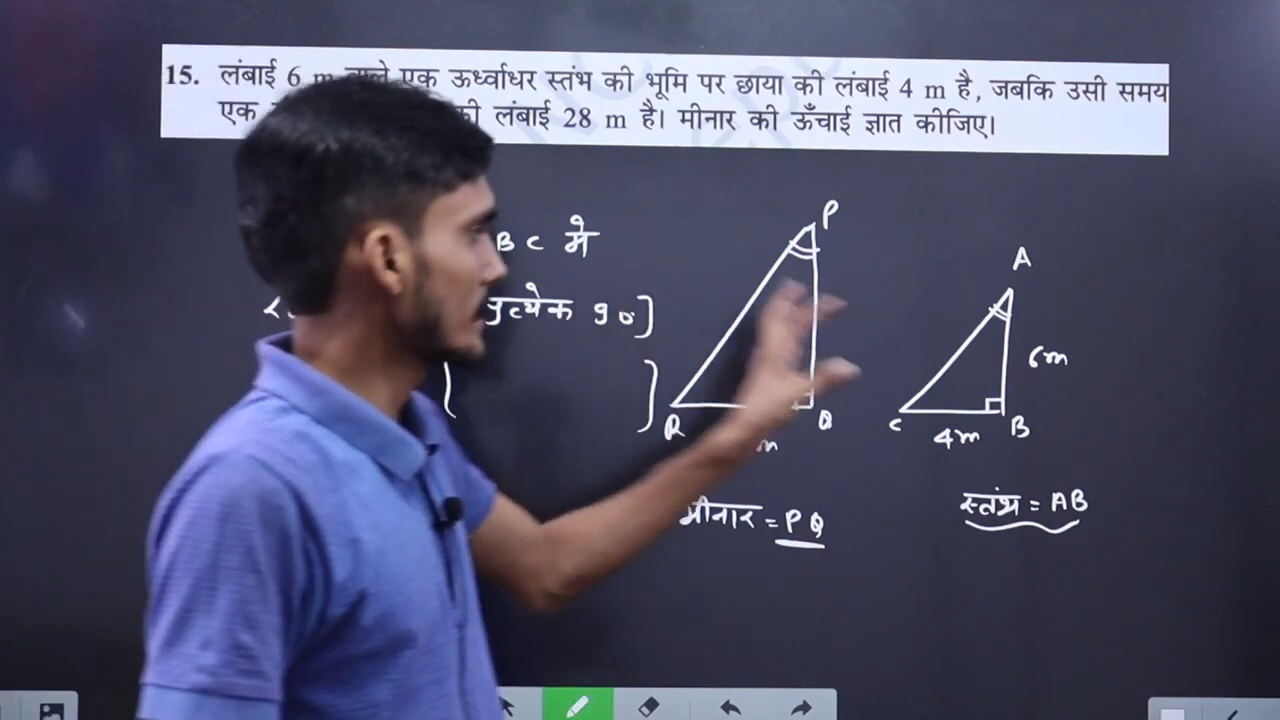 15. लंबाई 6 m वाले एक ऊर्ध्वाधर स्तंभ की भूमि पर छाया की लंबाई 4 m है, जबकि उसी समय
एक की लंबाई 28 m है। मीनार की ऊँचाई ज्ञात कीजिए।
B C मे
प्रत्येक 90]
P
A
6m
R
Q
C
4m
B
m
मीनार = PQ
स्तंभ = AB